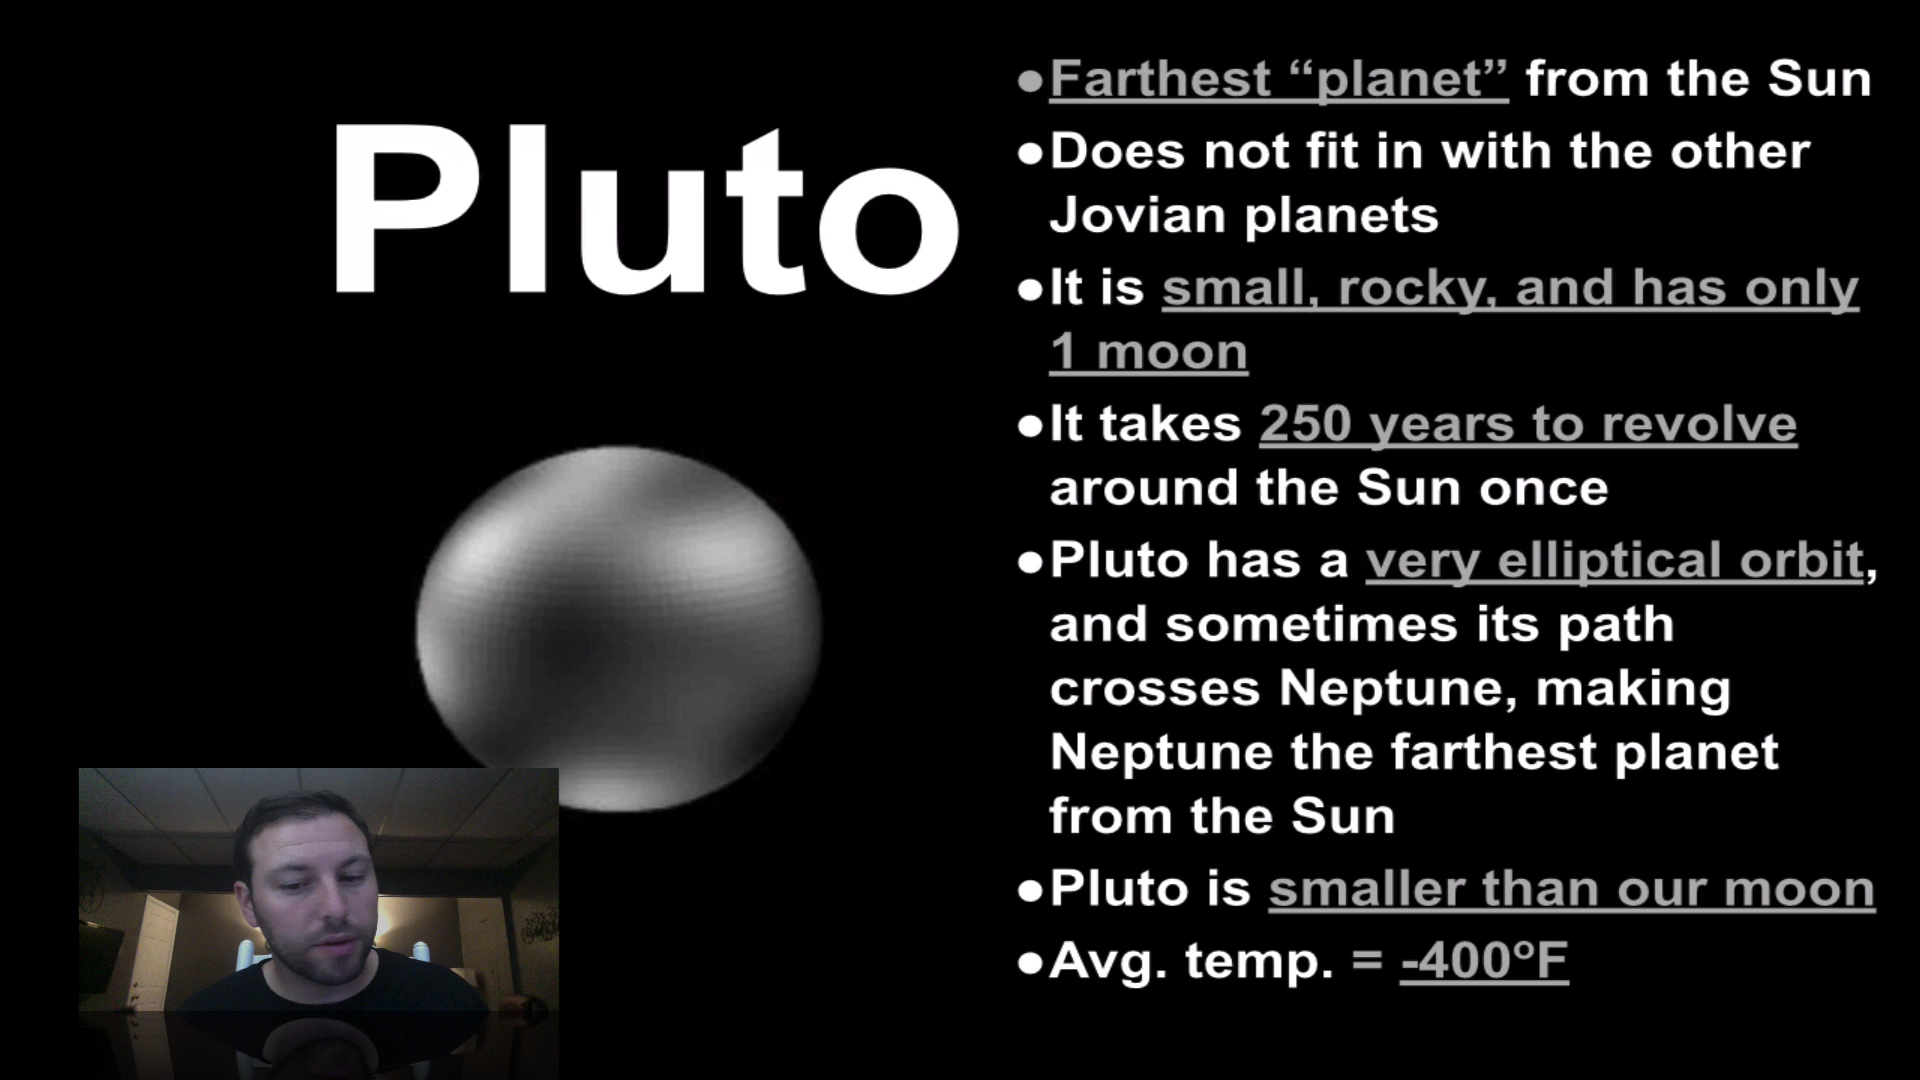 Pluto
●Farthest “planet” from the Sun
●Does not fit in with the other
Jovian planets
●It is small, rocky, and has only
1 moon
●It takes 250 years to revolve
around the Sun once
●Pluto has a very elliptical orbit,
and sometimes its path
crosses Neptune, making
Neptune the farthest planet
from the Sun
●Pluto is smaller than our moon
●Avg. temp. = -400°F